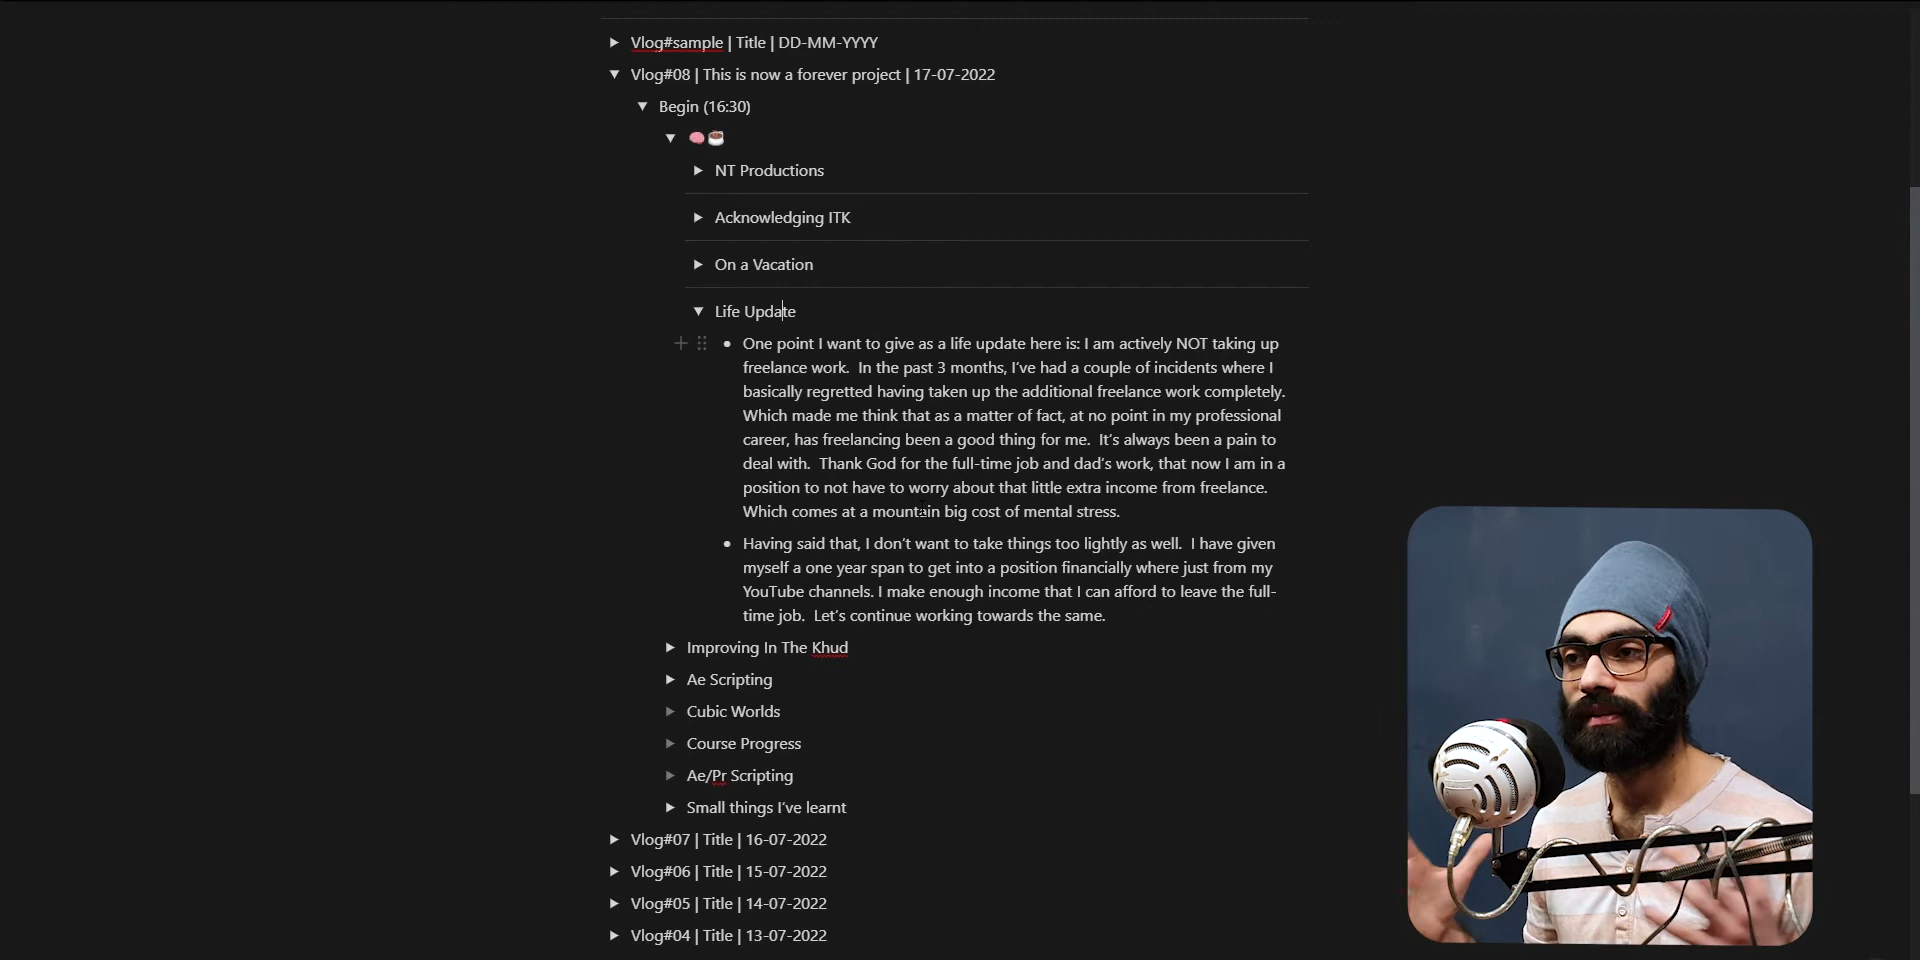 Vlog#sample | Title | DD-MM-YYYY
Vlog#08 | This is now a forever project | 17-07-2022
Begin (16:30)
🧠☕
NT Productions
Acknowledging ITK
On a Vacation
Life Update
One point I want to give as a life update here is: I am actively NOT taking up
freelance work.  In the past 3 months, I've had a couple of incidents where I
basically regretted having taken up the additional freelance work completely.
Which made me think that as a matter of fact, at no point in my professional
career, has freelancing been a good thing for me.  It's always been a pain to
deal with.  Thank God for the full-time job and dad's work, that now I am in a
position to not have to worry about that little extra income from freelance.
Which comes at a mountain big cost of mental stress.
Having said that, I don't want to take things too lightly as well.  I have given
myself a one year span to get into a position financially where just from my
YouTube channels. I make enough income that I can afford to leave the full-
time job.  Let's continue working towards the same.
Improving In The Khud
Ae Scripting
Cubic Worlds
Course Progress
Ae/Pr Scripting
Small things I've learnt
Vlog#07 | Title | 16-07-2022
Vlog#06 | Title | 15-07-2022
Vlog#05 | Title | 14-07-2022
Vlog#04 | Title | 13-07-2022